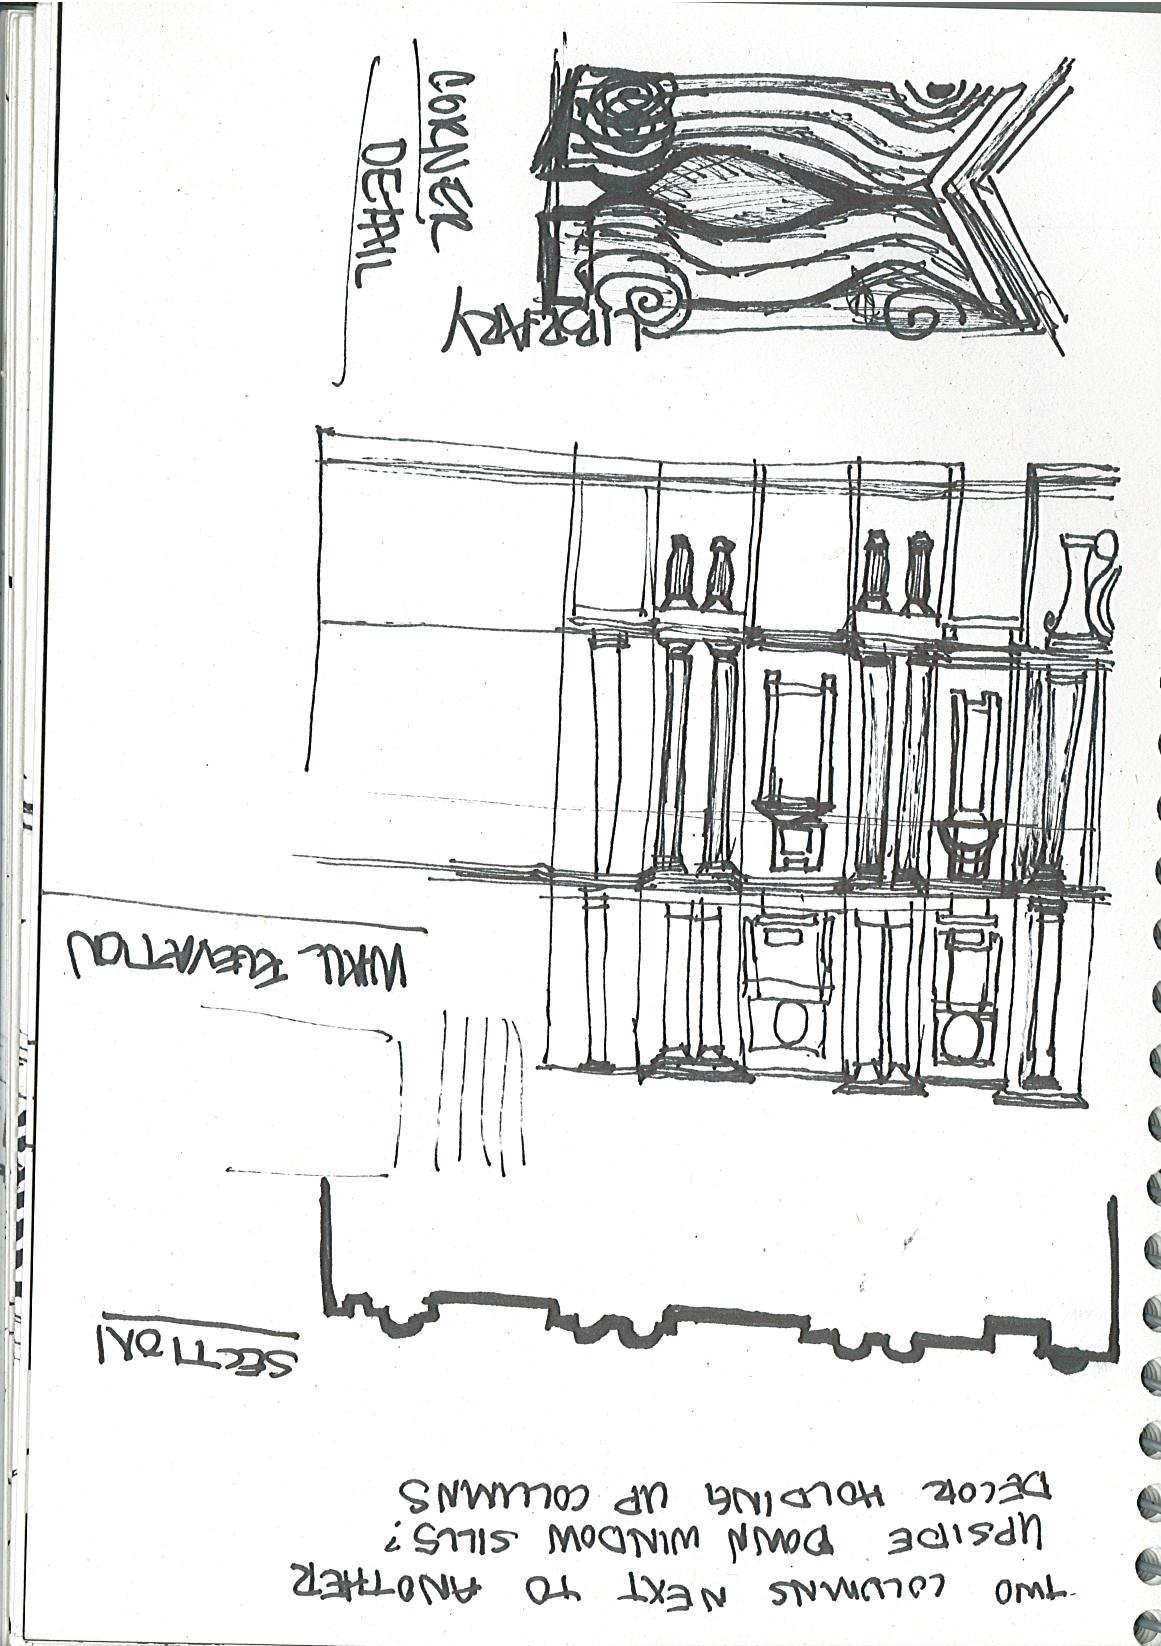 TWO COLUMNS NEXT TO ANOTHER
UPSIDE DOWN WINDOW SILLS?
DECOR HOLDING UP COLUMNS
SECTION
WALL ELEVATION
LIBRARY
CORNER
DETAIL